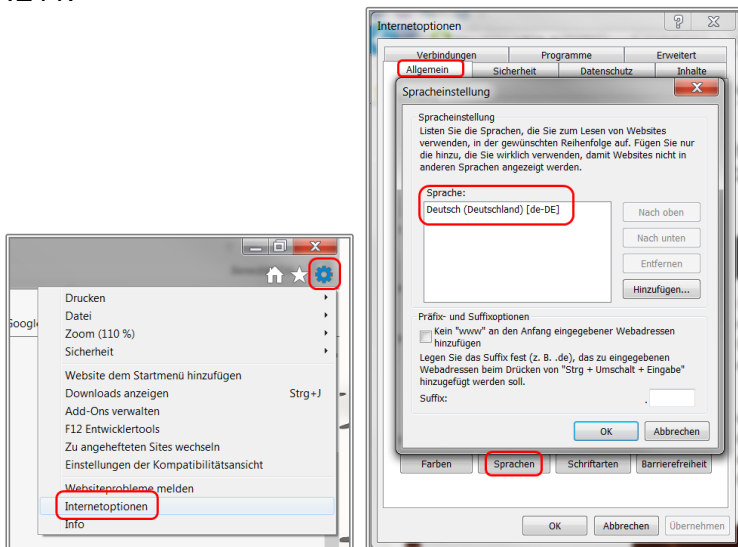 Internetoptionen
Verbindungen Programme Erweitert
Allgemein Sicherheit Datenschutz Inhalte
Spracheinstellung
Spracheinstellung
Listen Sie die Sprachen, die Sie zum Lesen von Websites
verwenden, in der gewünschten Reihenfolge auf. Fügen Sie nur
die hinzu, die Sie wirklich verwenden, damit Websites nicht in
anderen Sprachen angezeigt werden.
Sprache:
Deutsch (Deutschland) [de-DE]
Nach oben
Nach unten
Entfernen
Hinzufügen...
Präfix- und Suffixoptionen
Kein "www" an den Anfang eingegebener Webadressen
hinzufügen
Legen Sie das Suffix fest (z. B. .de), das zu eingegebenen
Webadressen beim Drücken von "Strg + Umschalt + Eingabe"
hinzugefügt werden soll.
Suffix: .
OK Abbrechen
Farben Sprachen Schriftarten Barrierefreiheit
OK Abbrechen Übernehmen
Drucken
Datei
Zoom (110 %)
Sicherheit
Website dem Startmenü hinzufügen
Downloads anzeigen Strg+J
Add-Ons verwalten
F12 Entwicklertools
Zu angehefteten Sites wechseln
Einstellungen der Kompatibilitätsansicht
Websiteprobleme melden
Internetoptionen
Info